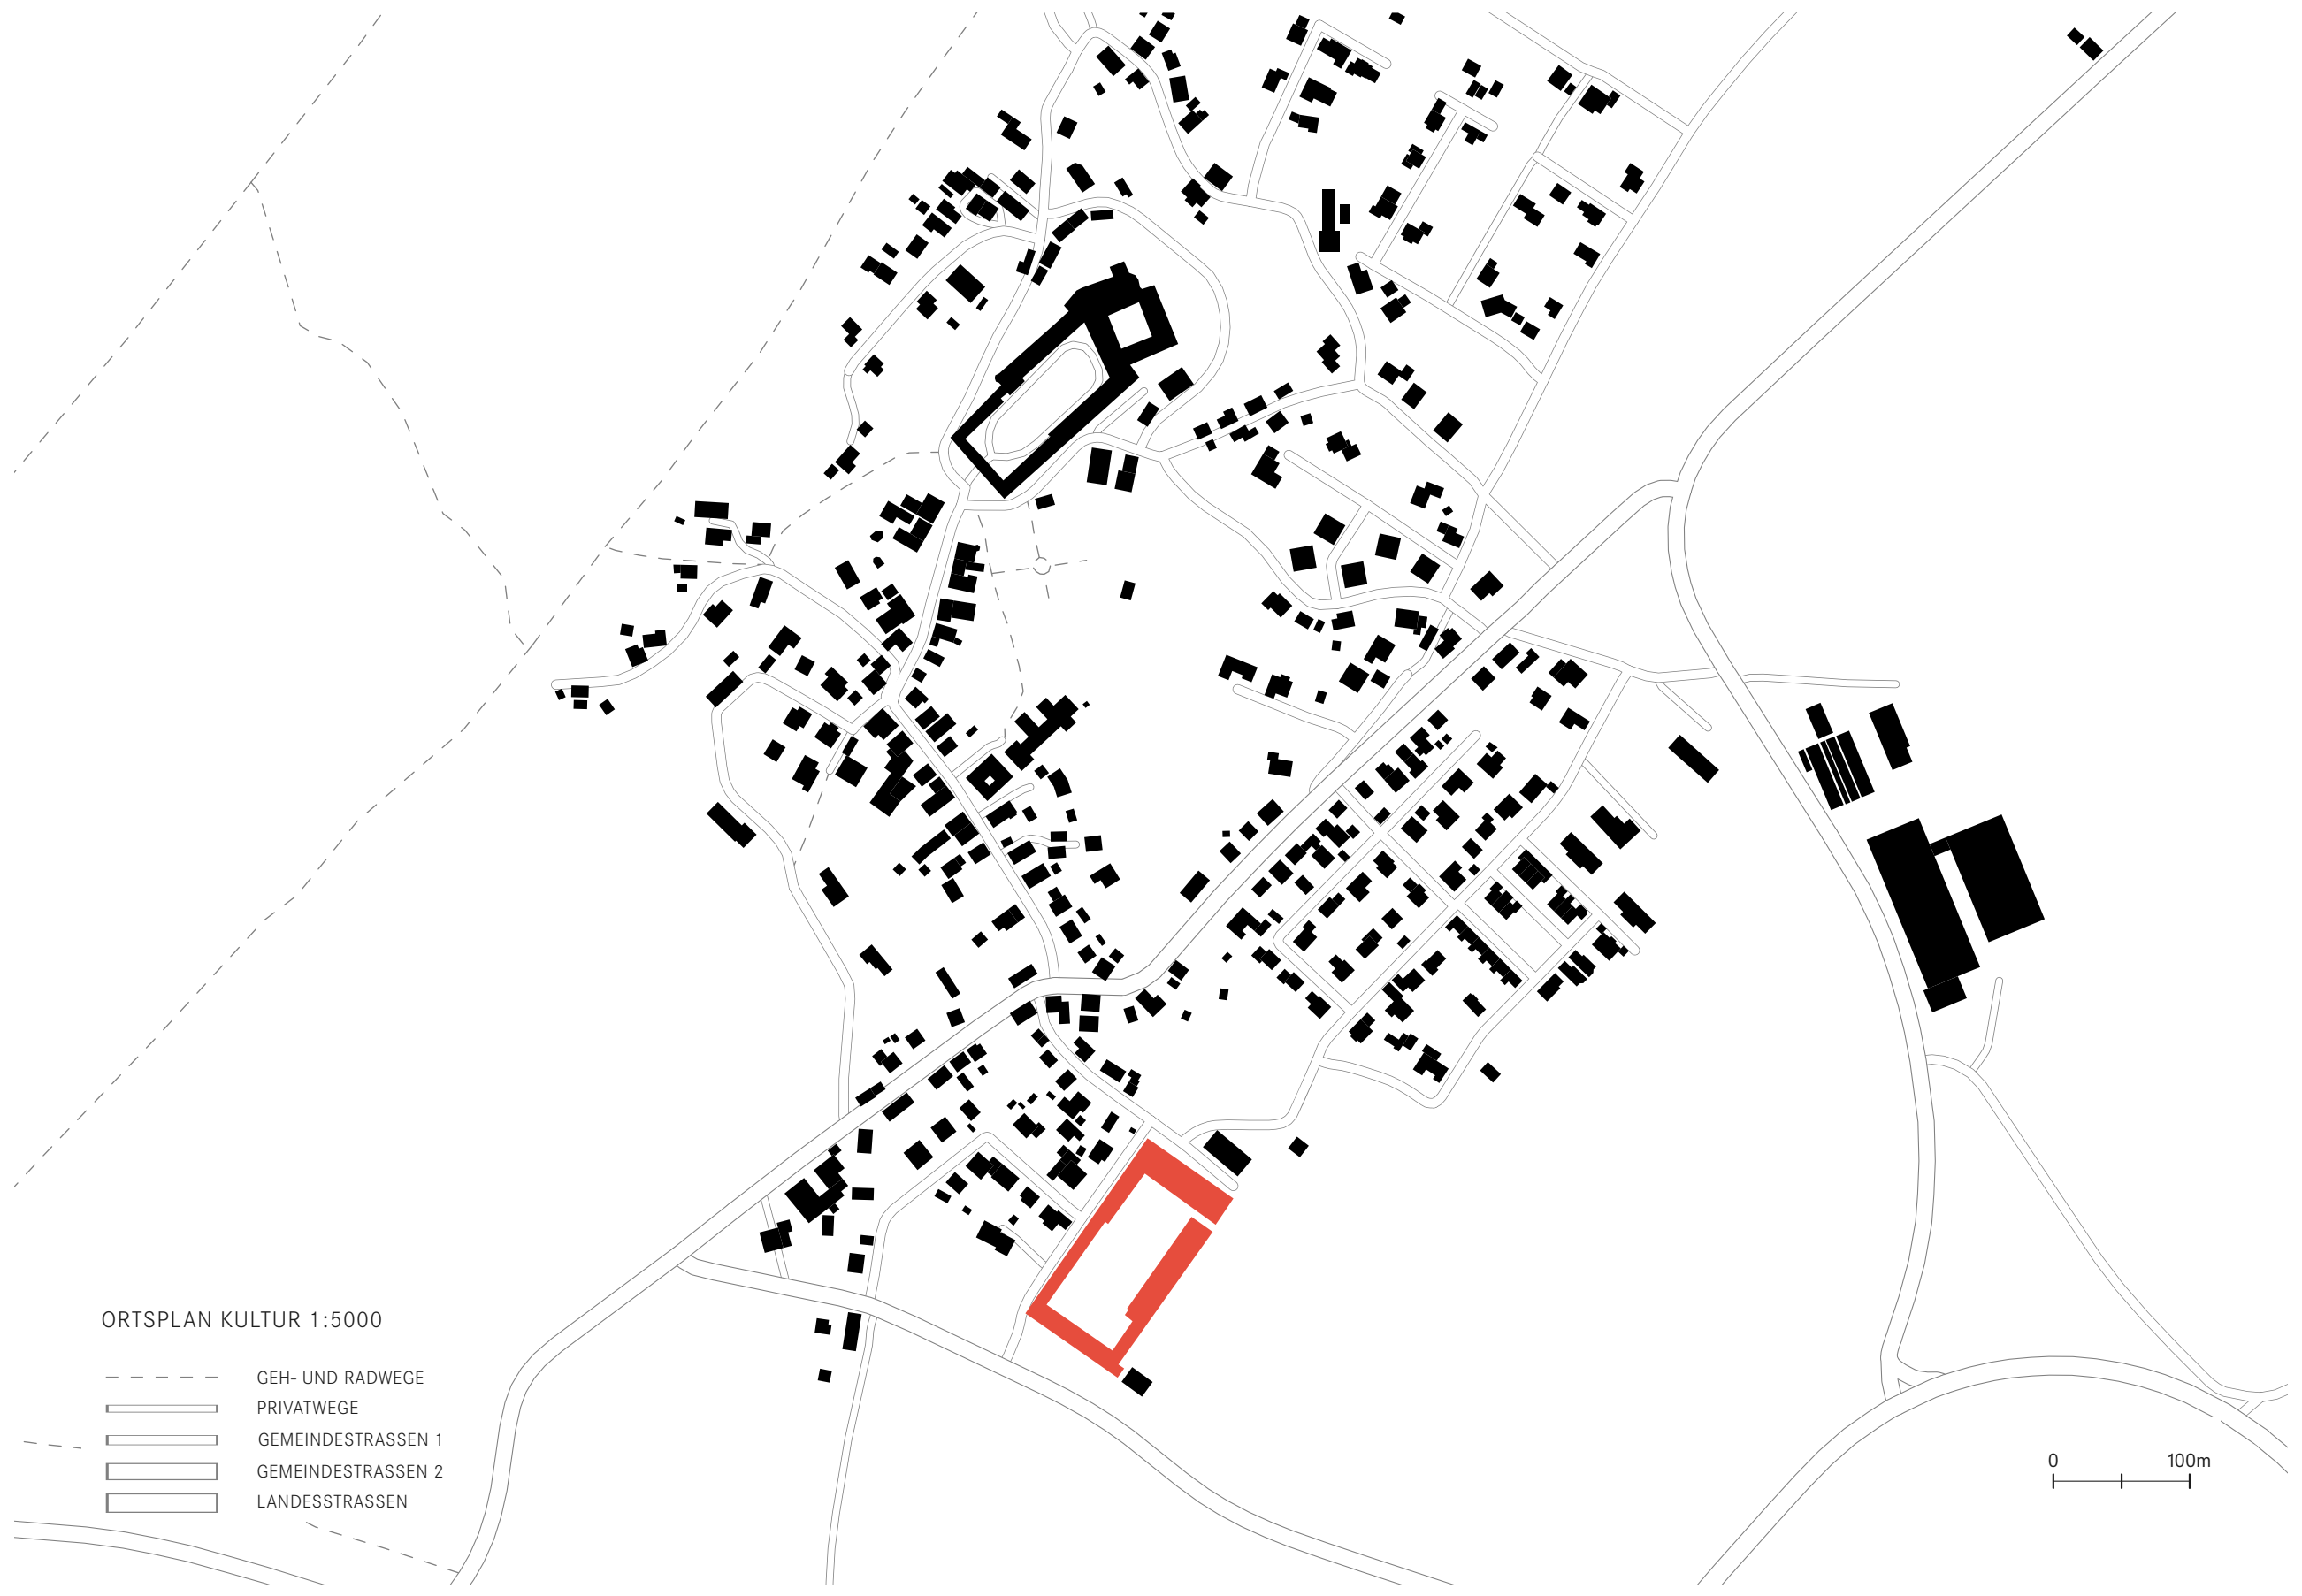 ORTSPLAN KULTUR 1:5000
GEH- UND RADWEGE
PRIVATWEGE
GEMEINDESTRASSEN 1
GEMEINDESTRASSEN 2
LANDESSTRASSEN
0 100m